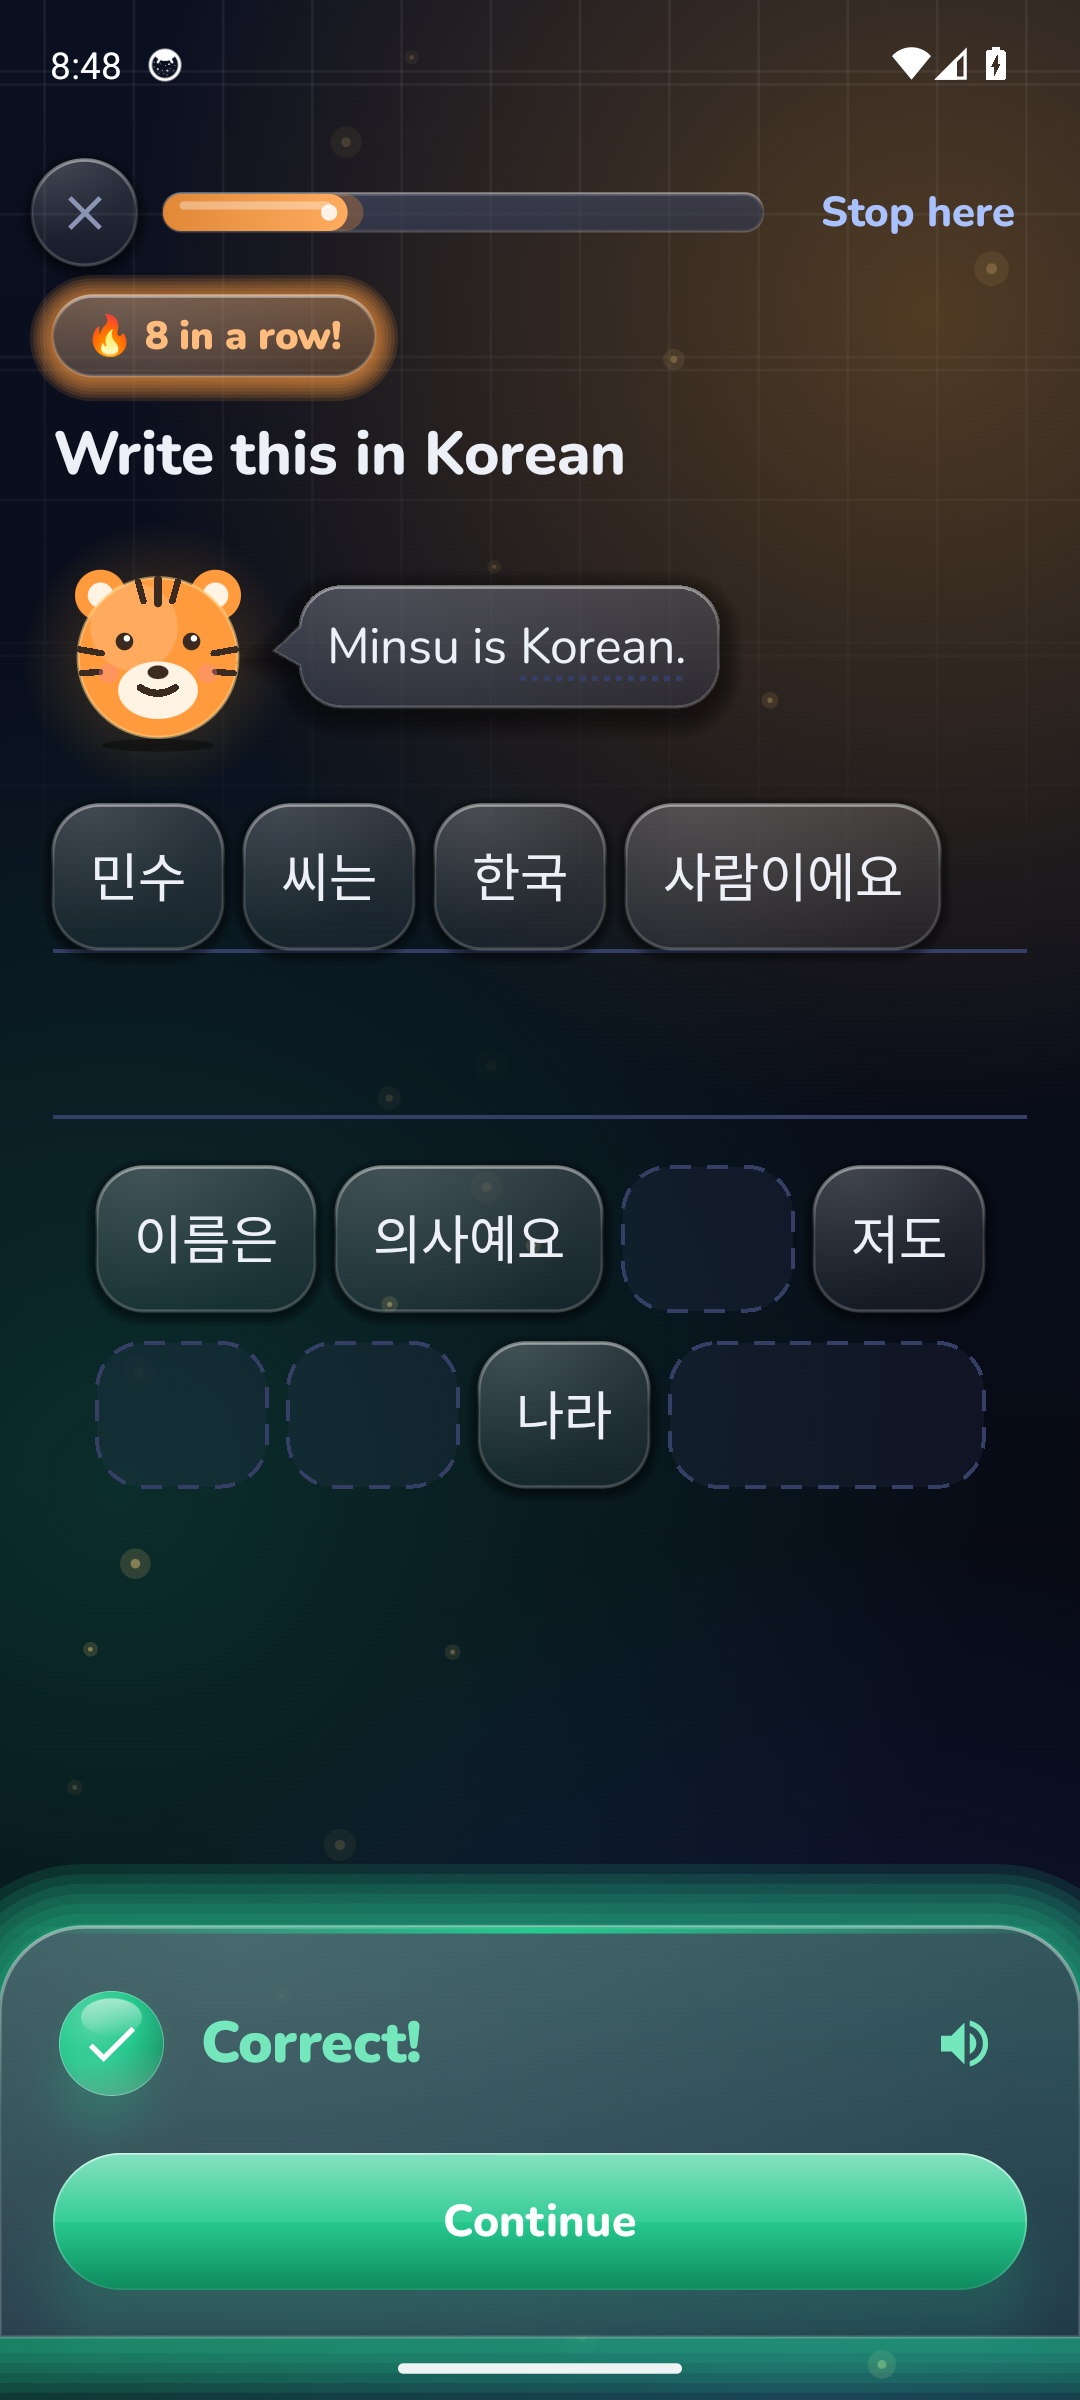 8:48
Stop here
🔥 8 in a row!
Write this in Korean
Minsu is Korean.
민수 씨는 한국 사람이에요
이름은 의사예요 저도
나라
Correct!
Continue